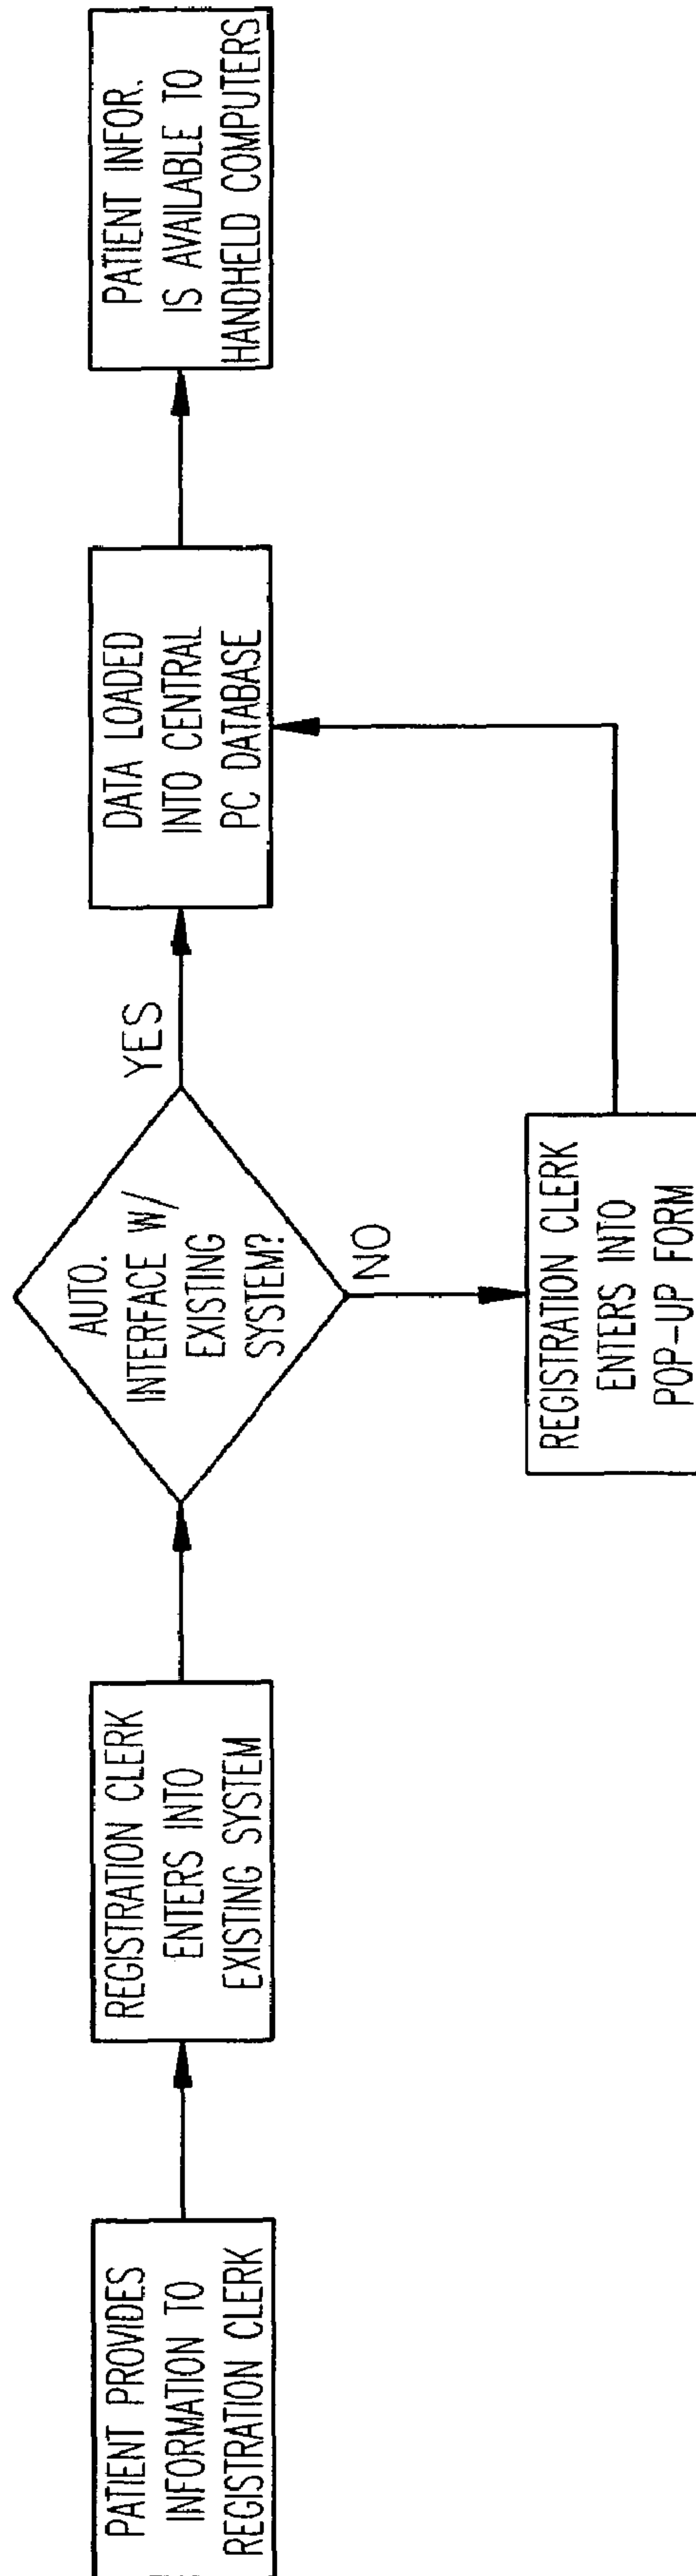 PATIENT PROVIDES
INFORMATION TO
REGISTRATION CLERK
REGISTRATION CLERK
ENTERS INTO
EXISTING SYSTEM
AUTO.
INTERFACE W/
EXISTING
SYSTEM?
YES
NO
REGISTRATION CLERK
ENTERS INTO
POP-UP FORM
DATA LOADED
INTO CENTRAL
PC DATABASE
PATIENT INFOR.
IS AVAILABLE TO
HANDHELD COMPUTERS